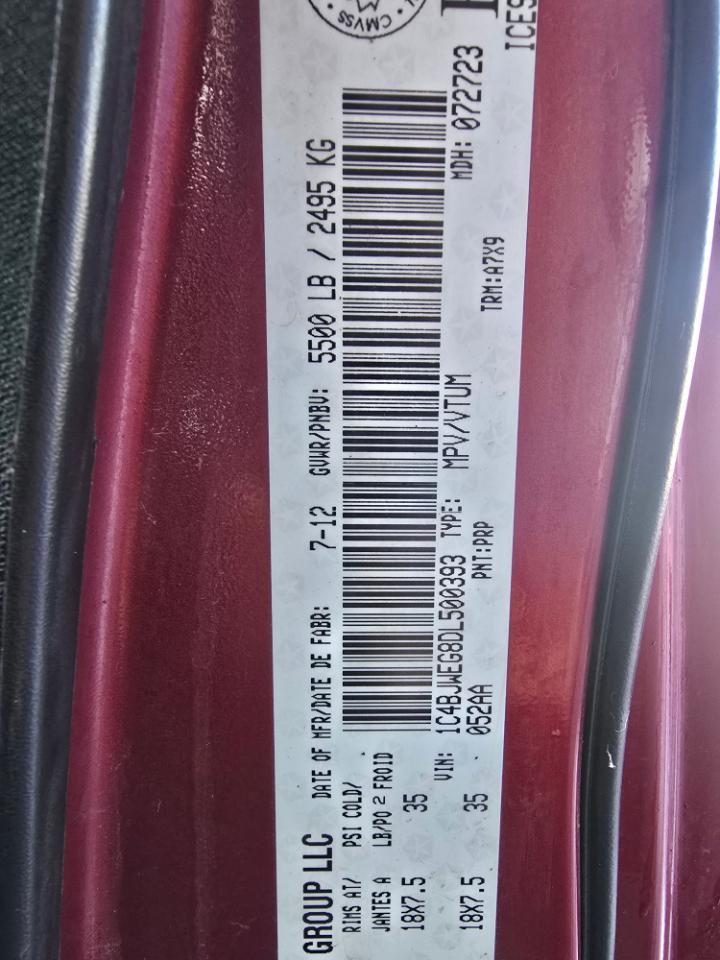 GROUP LLC DATE OF MFR/DATE DE FABR: 7-12 GVWR/PNBV: 5500 LB / 2495 KG
RIMS AT/ PSI COLD/
JANTES A LB/PO 2 FROID
18X7.5 35
VIN: 1C4BJWEG8DL500393 TYPE: MPV/VTUM MDH: 072723
18X7.5 35 052AA PNT:PRP TRM:A7X9
CMVSS